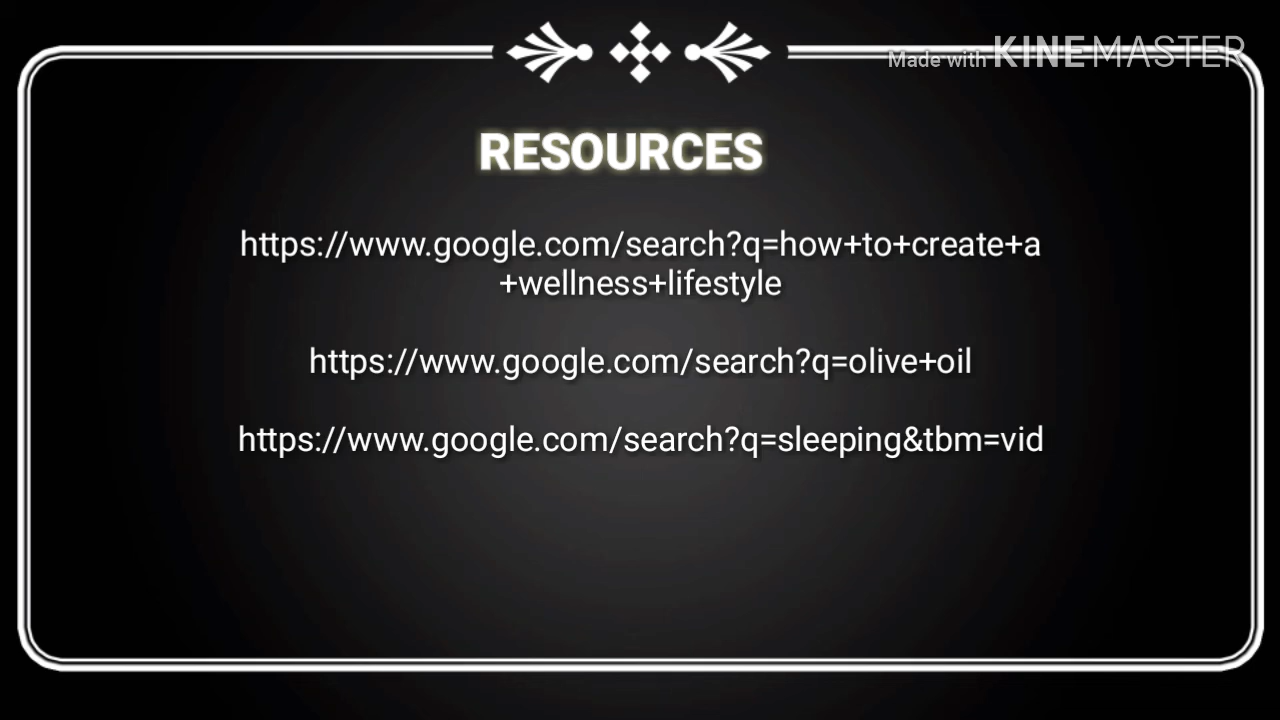 Made with KINEMASTER
RESOURCES
https://www.google.com/search?q=how+to+create+a
+wellness+lifestyle
https://www.google.com/search?q=olive+oil
https://www.google.com/search?q=sleeping&tbm=vid